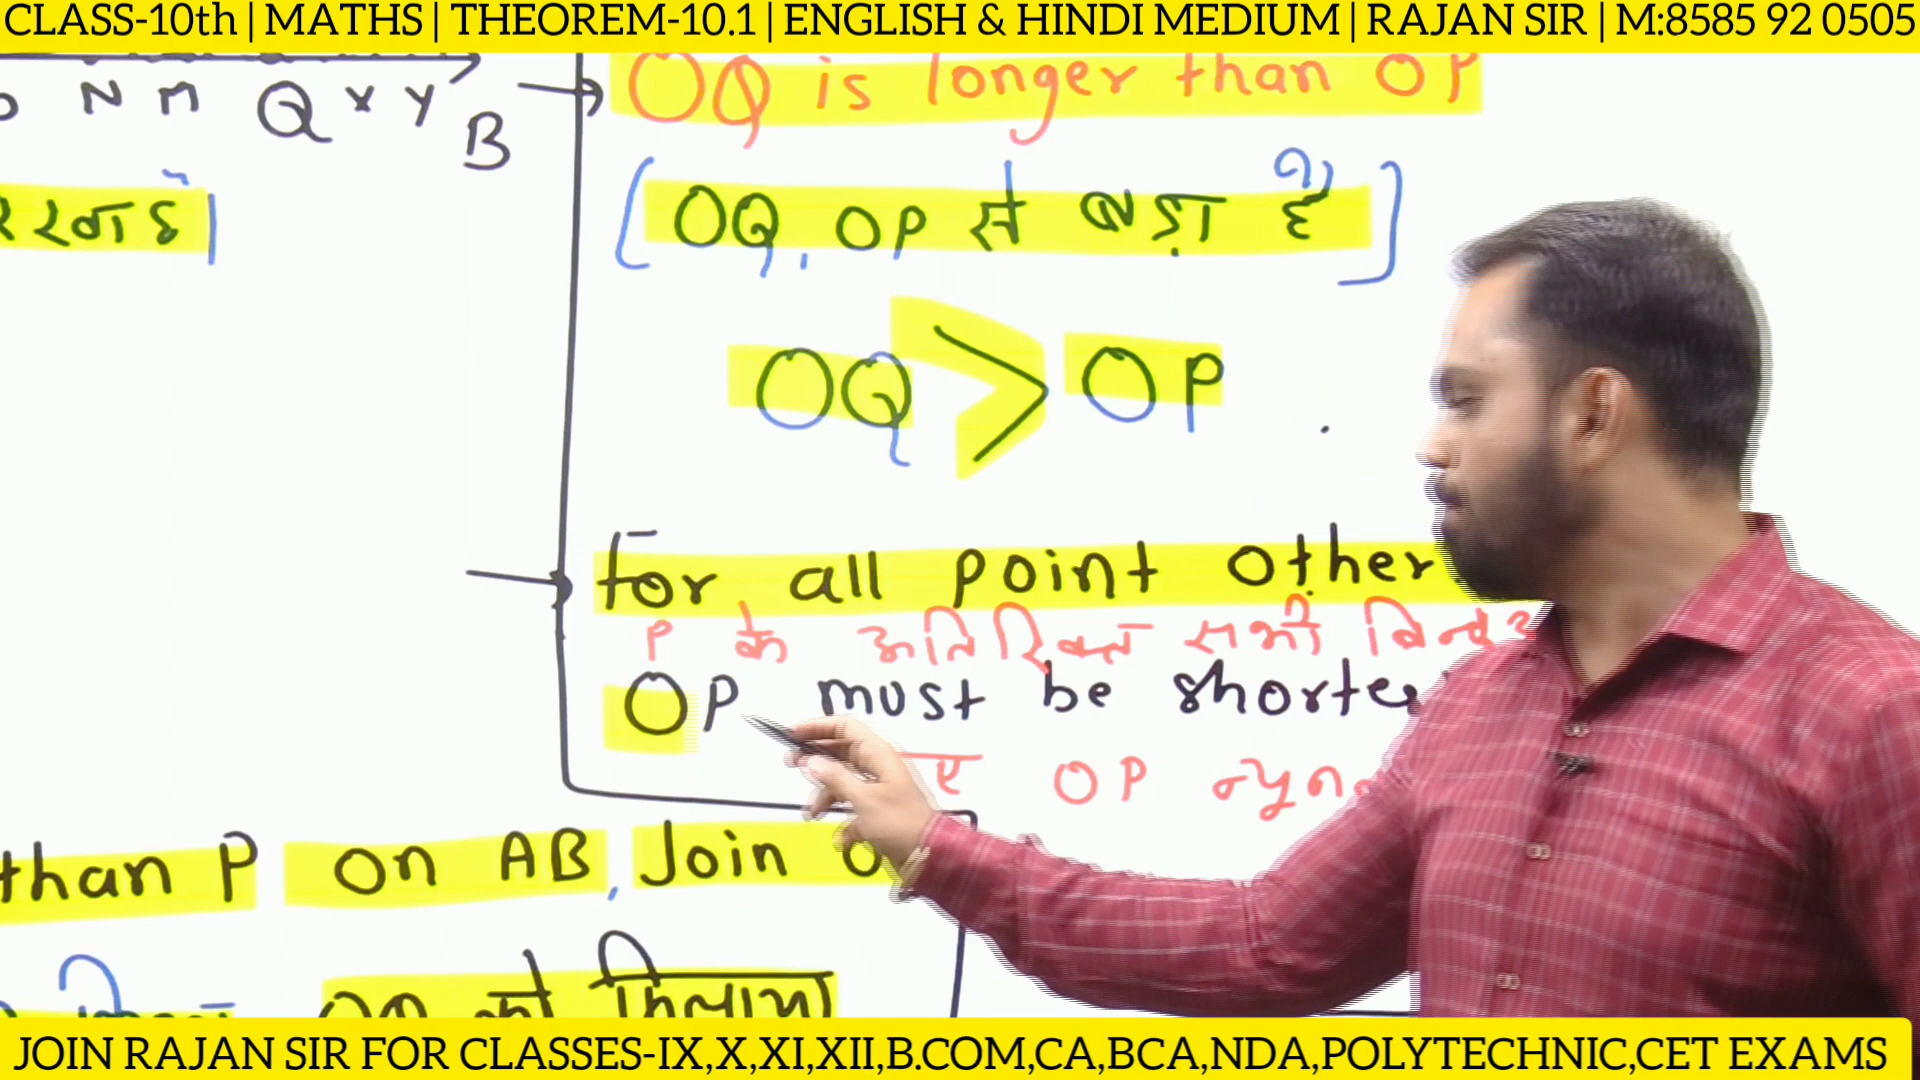 CLASS-10th | MATHS | THEOREM-10.1 | ENGLISH & HINDI MEDIUM | RAJAN SIR | M:8585 92 0505
N M Q X Y B
OQ is longer than OP
[OQ, OP से बड़ा है]
OQ > OP
For all point other
P के अतिरिक्त सभी
OP must be shorte
OP
than P on AB, Join O
को मिलाया
JOIN RAJAN SIR FOR CLASSES-IX,X,XI,XII,B.COM,CA,BCA,NDA,POLYTECHNIC,CET EXAMS